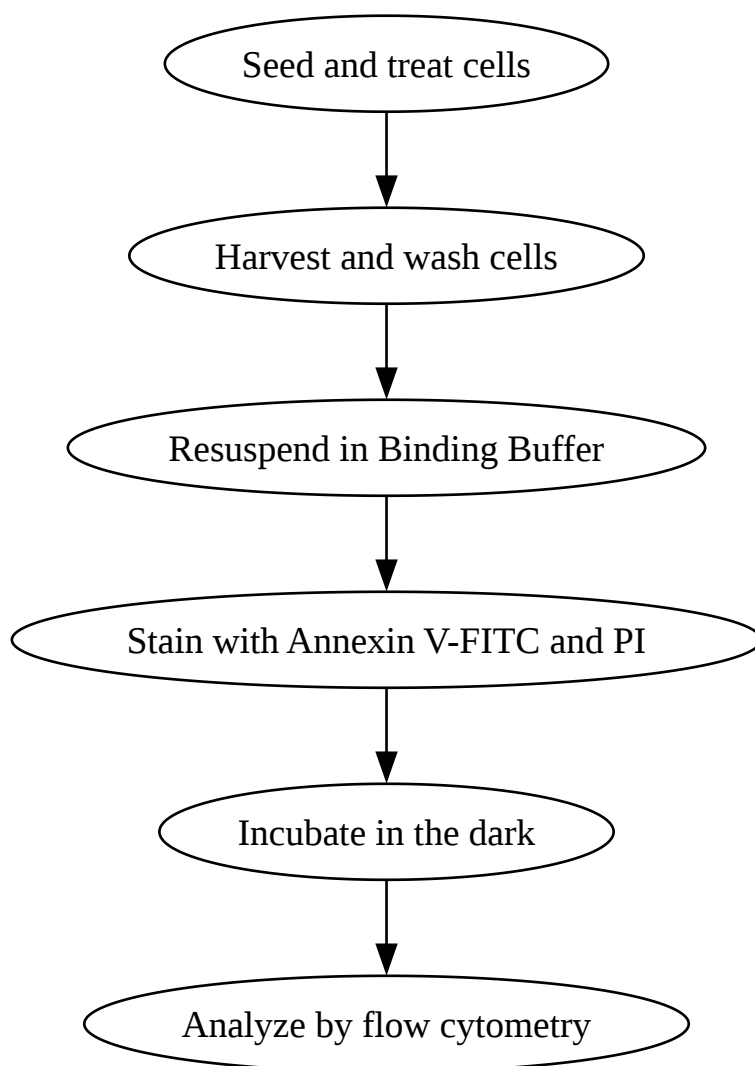 Seed and treat cells
Harvest and wash cells
Resuspend in Binding Buffer
Stain with Annexin V-FITC and PI
Incubate in the dark
Analyze by flow cytometry